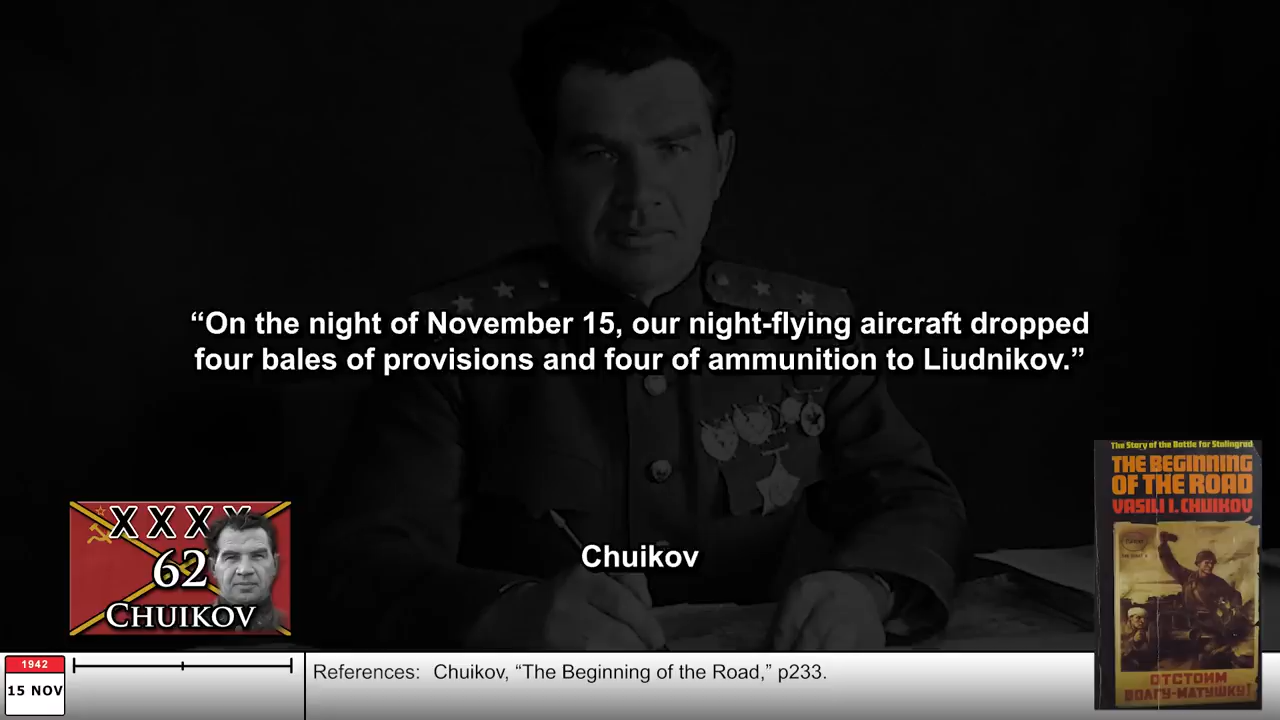 “On the night of November 15, our night-flying aircraft dropped
four bales of provisions and four of ammunition to Liudnikov.”
Chuikov
XXXX
62
CHUIKOV
The Story of the Battle for Stalingrad
THE BEGINNING
OF THE ROAD
VASILI I. CHUIKOV
ОТСТОИМ
ВОЛГУ-МАТУШКУ!
1942
15 NOV
References: Chuikov, “The Beginning of the Road,” p233.